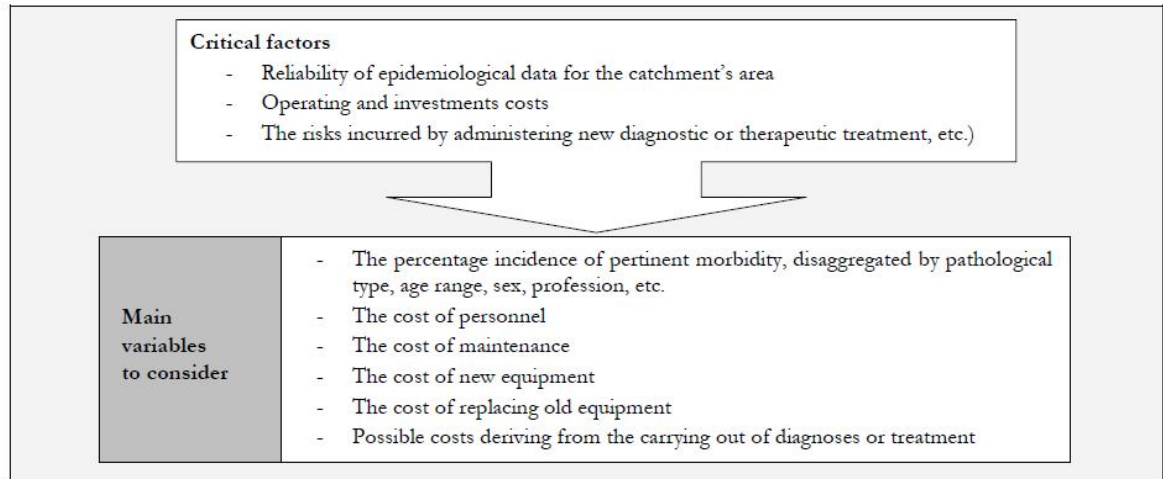 Critical factors
- Reliability of epidemiological data for the catchment's area
- Operating and investments costs
- The risks incurred by administering new diagnostic or therapeutic treatment, etc.)
Main
variables
to consider
- The percentage incidence of pertinent morbidity, disaggregated by pathological
type, age range, sex, profession, etc.
- The cost of personnel
- The cost of maintenance
- The cost of new equipment
- The cost of replacing old equipment
- Possible costs deriving from the carrying out of diagnoses or treatment